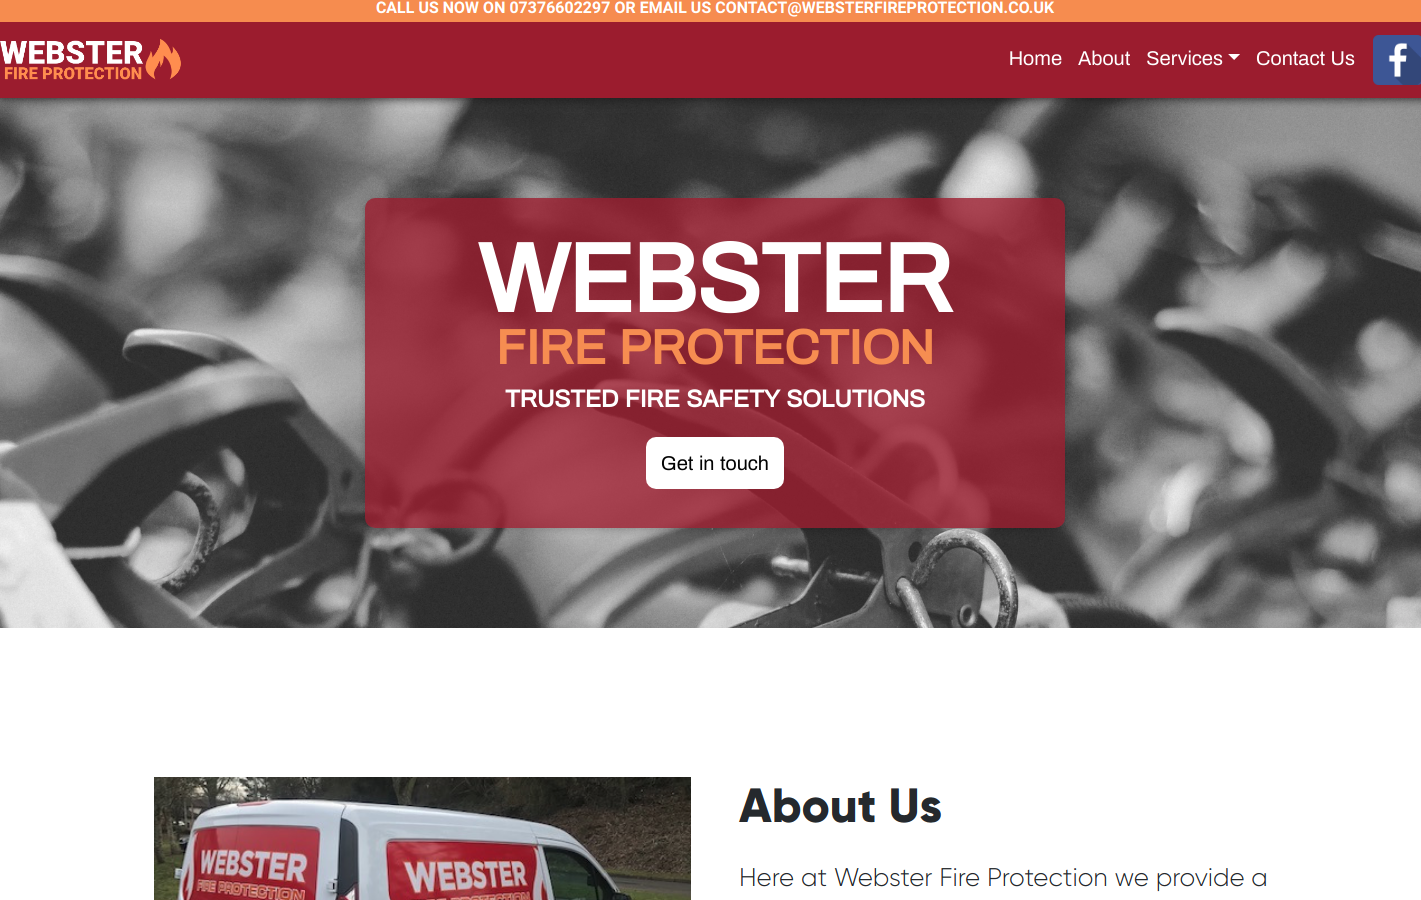 CALL US NOW ON 07376602297 OR EMAIL US CONTACT@WEBSTERFIREPROTECTION.CO.UK
WEBSTER
FIRE PROTECTION
Home About Services Contact Us
WEBSTER
FIRE PROTECTION
TRUSTED FIRE SAFETY SOLUTIONS
Get in touch
About Us
Here at Webster Fire Protection we provide a
WEBSTER
FIRE PROTECTION
WEBSTER